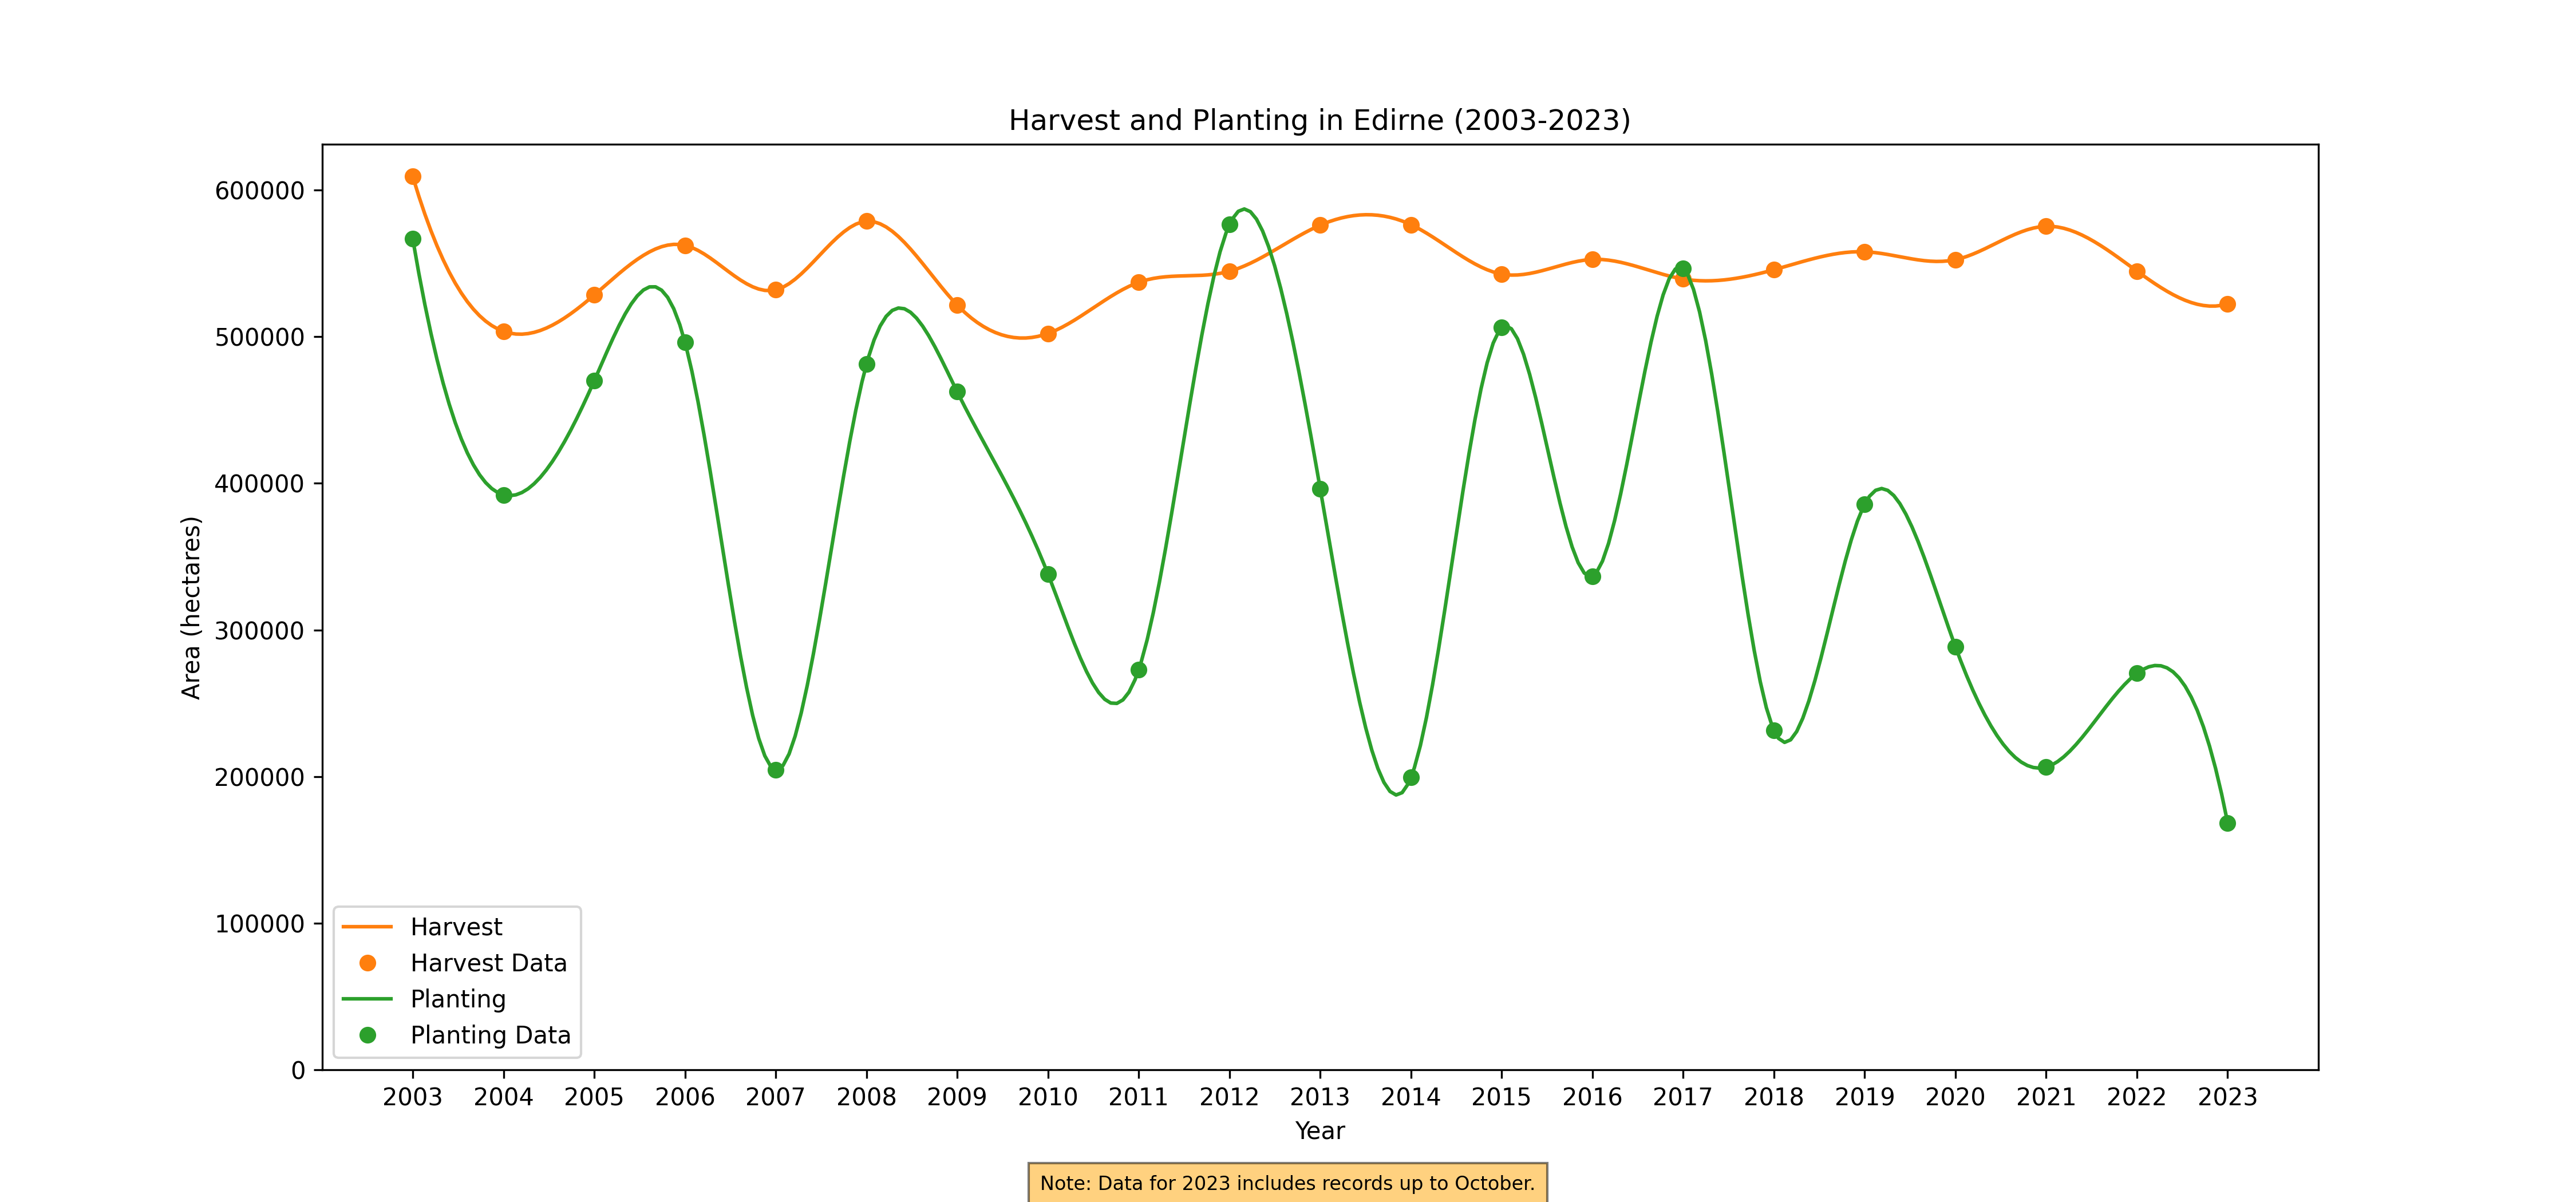 Harvest and Planting in Edirne (2003-2023)
600000
500000
400000
300000
200000
100000
0
Area (hectares)
Harvest
Harvest Data
Planting
Planting Data
2003 2004 2005 2006 2007 2008 2009 2010 2011 2012 2013 2014 2015 2016 2017 2018 2019 2020 2021 2022 2023
Year
Note: Data for 2023 includes records up to October.